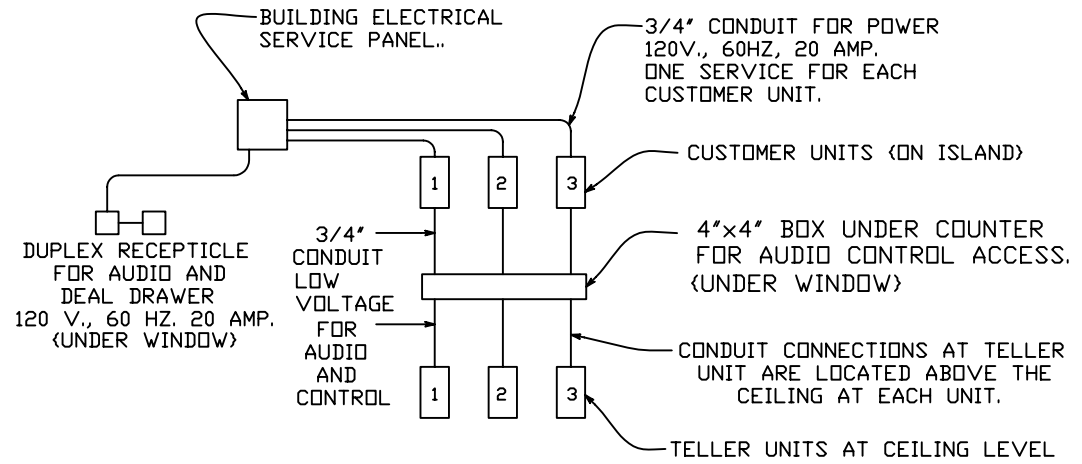 BUILDING ELECTRICAL
SERVICE PANEL..
3/4" CONDUIT FOR POWER
120V., 60HZ, 20 AMP.
ONE SERVICE FOR EACH
CUSTOMER UNIT.
CUSTOMER UNITS (ON ISLAND)
1
2
3
4"x4" BOX UNDER COUNTER
FOR AUDIO CONTROL ACCESS.
(UNDER WINDOW)
DUPLEX RECEPTICLE
FOR AUDIO AND
DEAL DRAWER
120 V., 60 HZ. 20 AMP.
(UNDER WINDOW)
3/4"
CONDUIT
LOW
VOLTAGE
FOR
AUDIO
AND
CONTROL
CONDUIT CONNECTIONS AT TELLER
UNIT ARE LOCATED ABOVE THE
CEILING AT EACH UNIT.
1
2
3
TELLER UNITS AT CEILING LEVEL